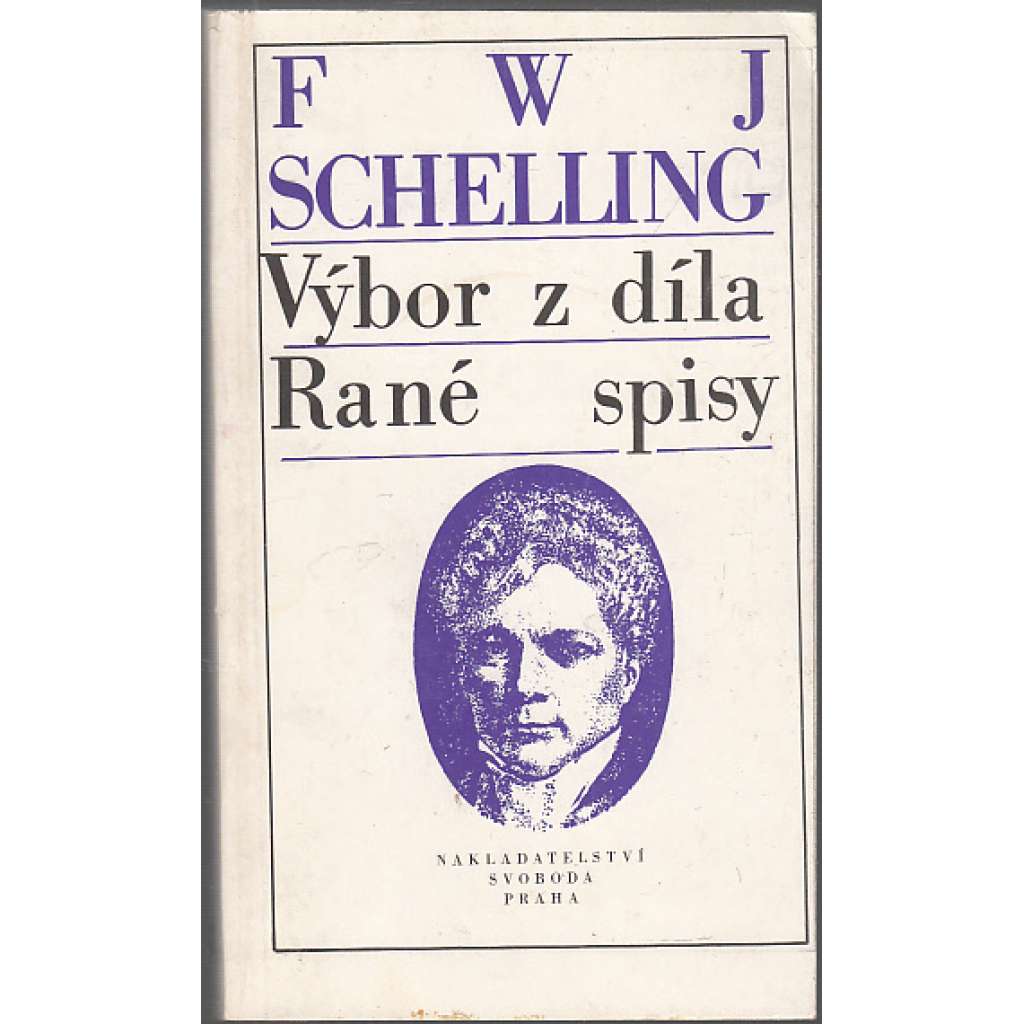 F W J
SCHELLING
Výbor z díla
Rané spisy
NAKLADATELSTVÍ
SVOBODA
PRAHA